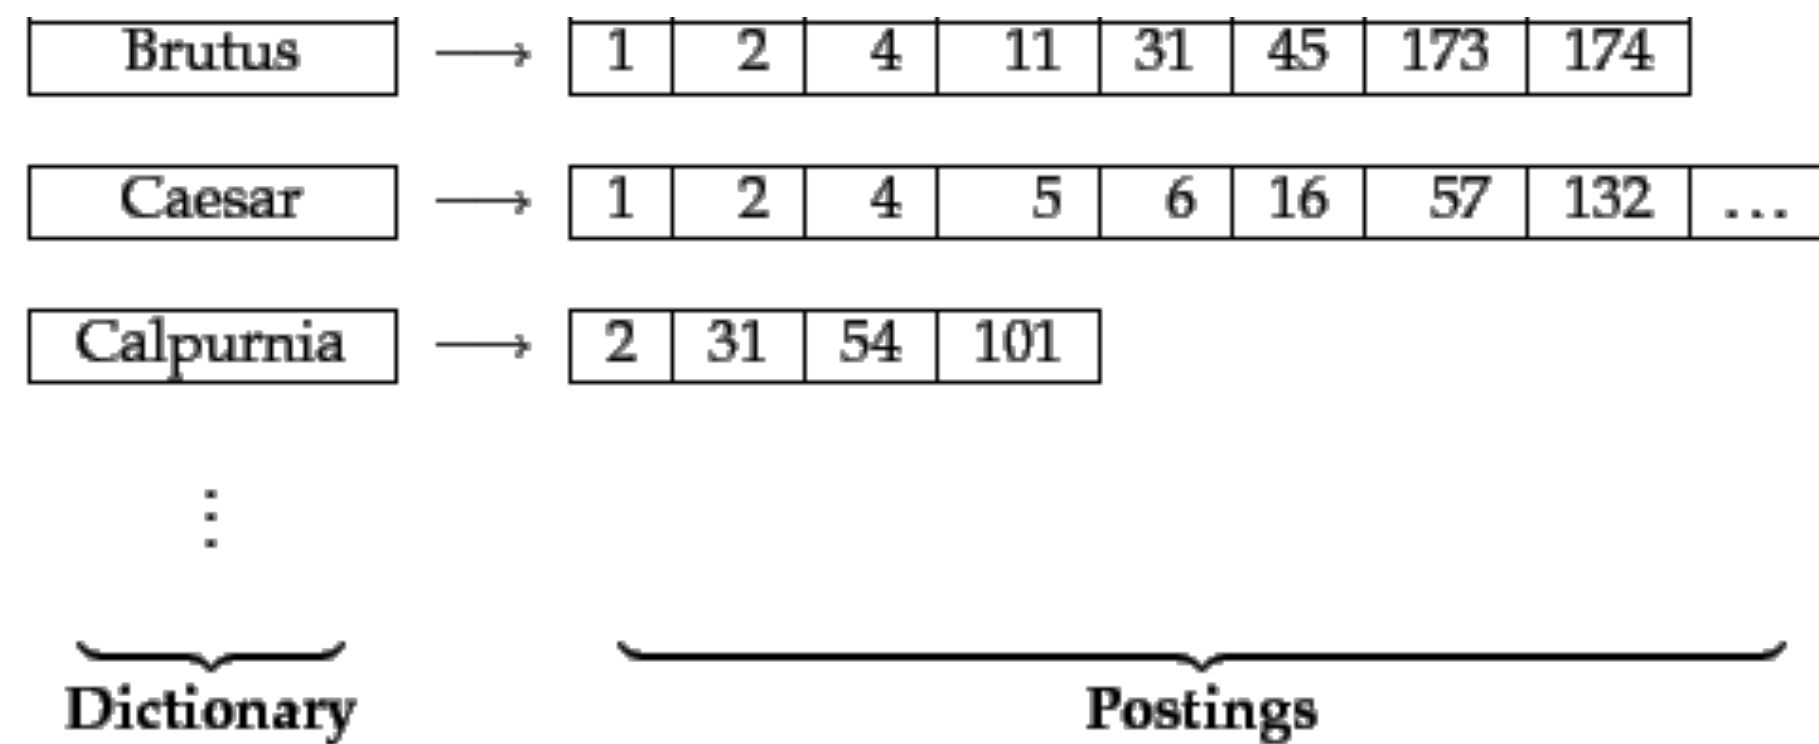 Brutus 1 2 4 11 31 45 173 174
Caesar 1 2 4 5 6 16 57 132 ...
Calpurnia 2 31 54 101
Dictionary Postings